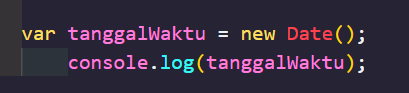 var tanggalWaktu = new Date();
console.log(tanggalWaktu);